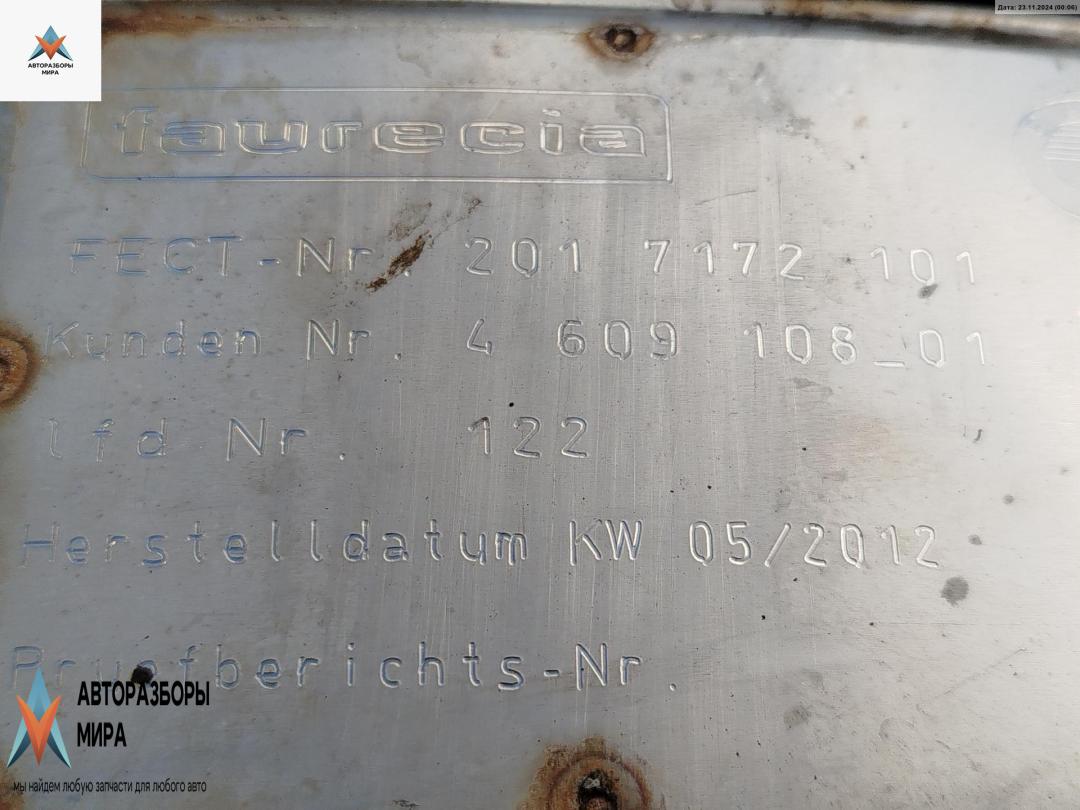 Дата: 23.11.2024 (00:06)
АВТОРАЗБОРЫ
МИРА
faurecia
FECT-Nr. 201 7172 101
Kunden Nr. 4 609 108_01
lfd Nr. 122
Herstelldatum KW 05/2012
Pruefberichts-Nr.
АВТОРАЗБОРЫ
МИРА
мы найдем любую запчасти для любого авто